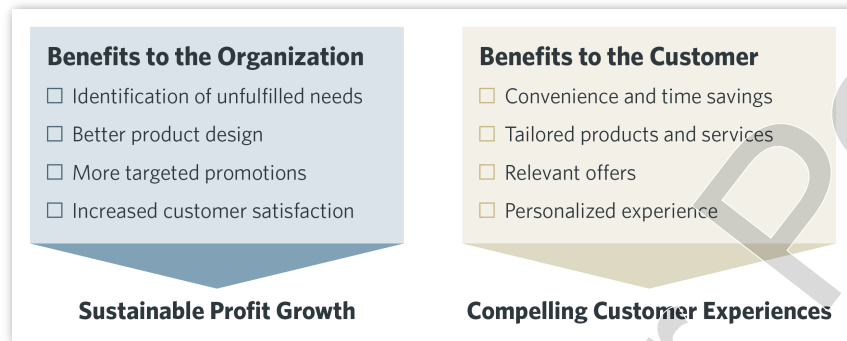 Benefits to the Organization
Identification of unfulfilled needs
Better product design
More targeted promotions
Increased customer satisfaction
Sustainable Profit Growth
Benefits to the Customer
Convenience and time savings
Tailored products and services
Relevant offers
Personalized experience
Compelling Customer Experiences